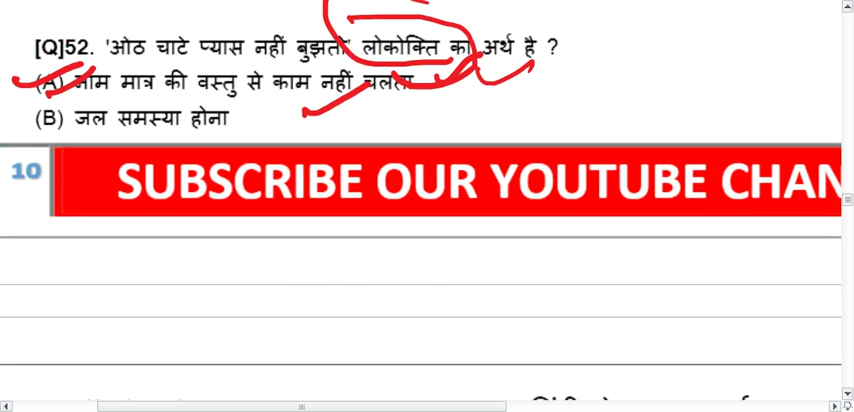 [Q]52. 'ओठ चाटे प्यास नहीं बुझती' लोकोक्ति का अर्थ है ?
(A) नाम मात्र की वस्तु से काम नहीं चलता
(B) जल समस्या होना
10
SUBSCRIBE OUR YOUTUBE CHAN